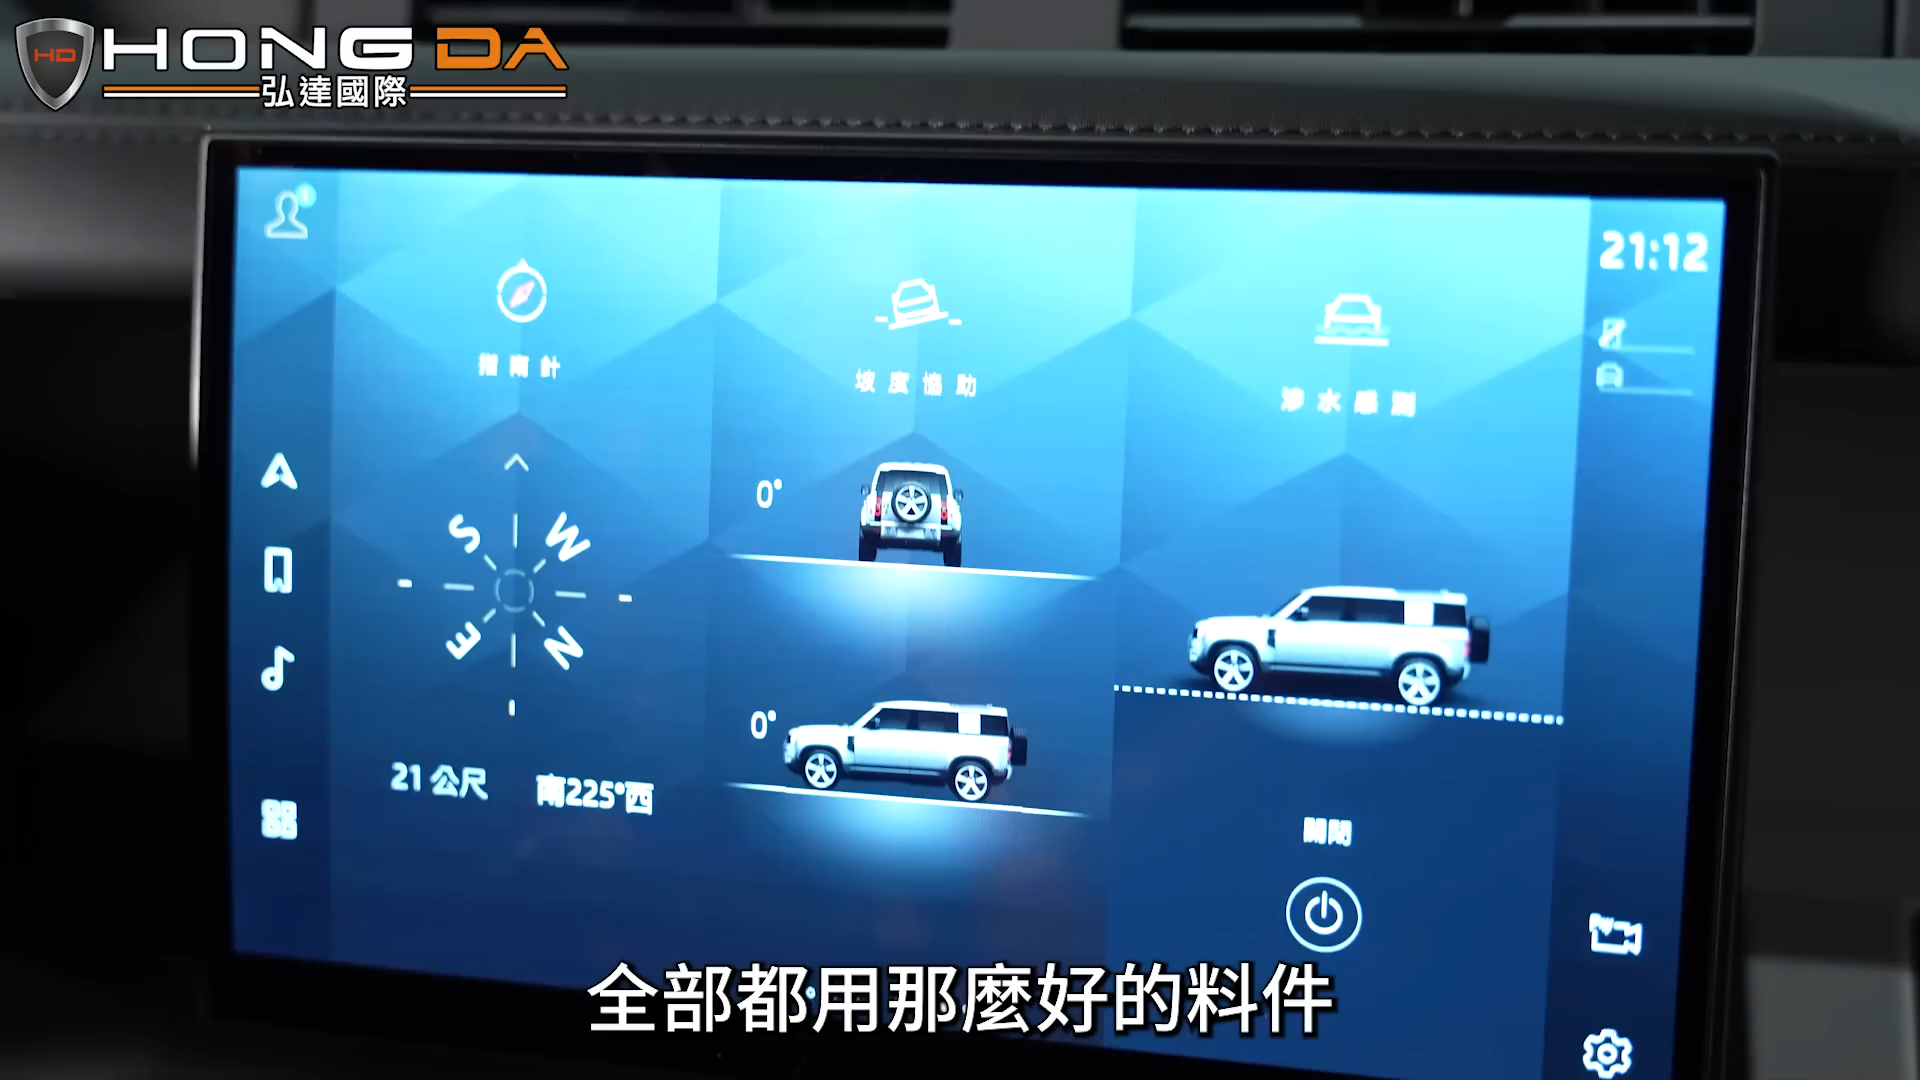 HD
HONG DA
弘達國際
21:12
指南針
坡度協助
涉水感測
0°
S
W
E
N
0°
21 公尺
南225°西
關閉
全部都用那麼好的料件